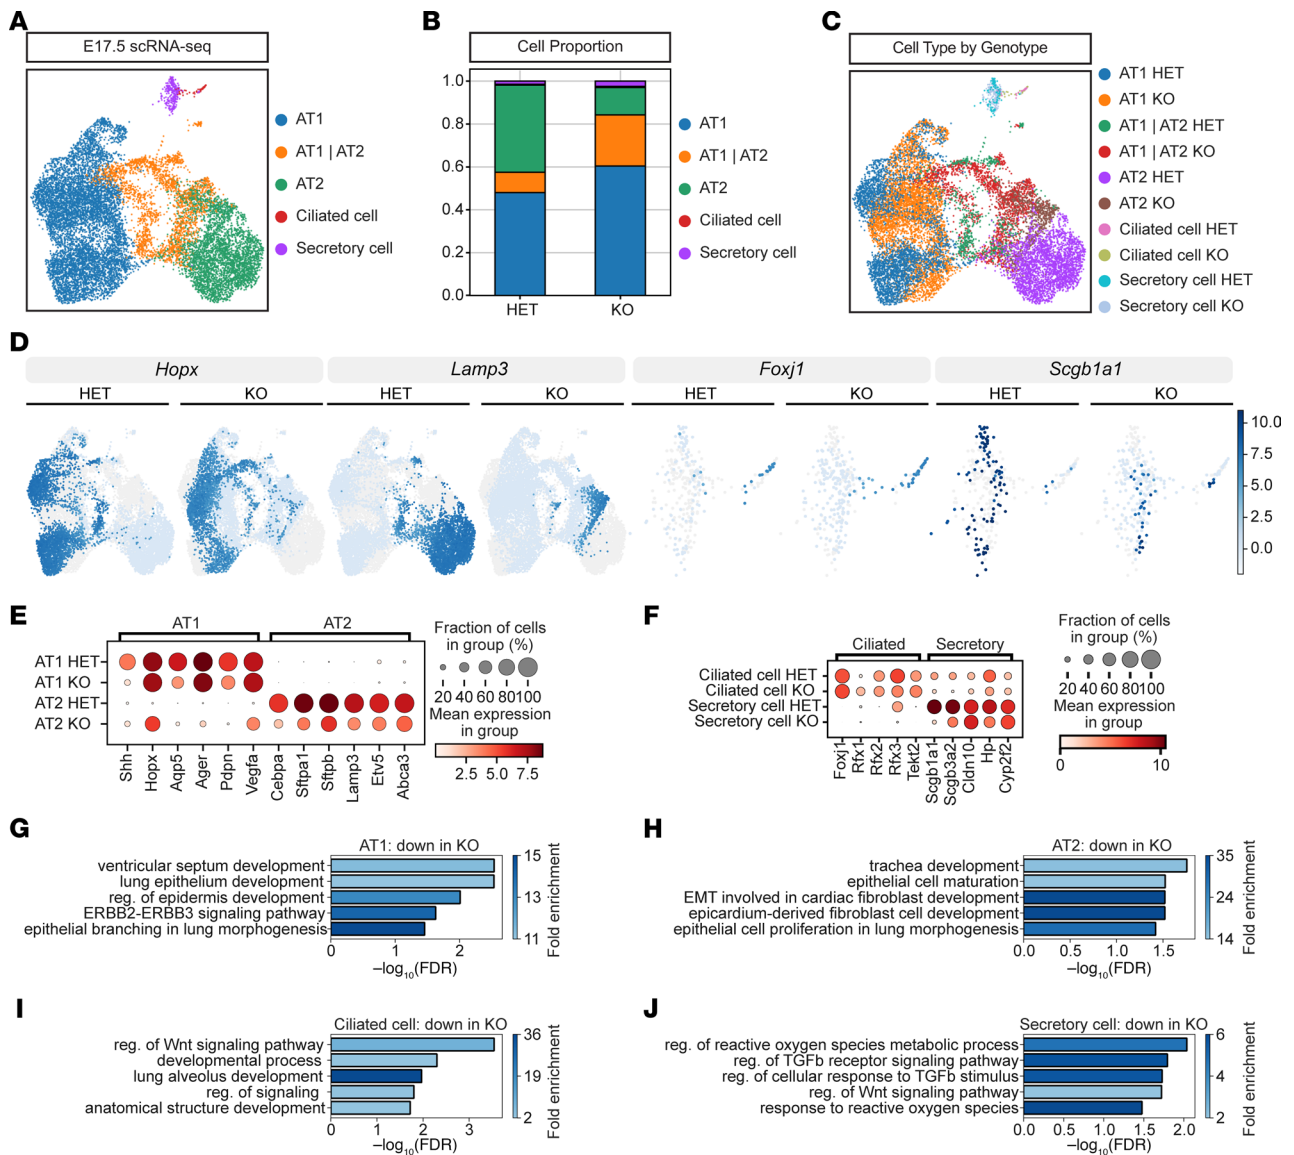 A
E17.5 scRNA-seq
AT1
AT1 | AT2
AT2
Ciliated cell
Secretory cell
B
Cell Proportion
1.0
0.8
0.6
0.4
0.2
0.0
HET
KO
AT1
AT1 | AT2
AT2
Ciliated cell
Secretory cell
C
Cell Type by Genotype
AT1 HET
AT1 KO
AT1 | AT2 HET
AT1 | AT2 KO
AT2 HET
AT2 KO
Ciliated cell HET
Ciliated cell KO
Secretory cell HET
Secretory cell KO
D
Hopx
Lamp3
Foxj1
Scgb1a1
HET
KO
HET
KO
HET
KO
HET
KO
10.0
7.5
5.0
2.5
0.0
E
AT1
AT2
AT1 HET
AT1 KO
AT2 HET
AT2 KO
Shh
Hopx
Aqp5
Ager
Pdpn
Vegfa
Cebpa
Sftpa1
Sftpb
Lamp3
Etv5
Abca3
Fraction of cells
in group (%)
20 40 60 80100
Mean expression
in group
2.5 5.0 7.5
F
Ciliated
Secretory
Ciliated cell HET
Ciliated cell KO
Secretory cell HET
Secretory cell KO
Foxj1
Rfx1
Rfx2
Rfx3
Tekt2
Scgb1a1
Scgb3a2
Cldn10
Hp
Cyp2f2
Fraction of cells
in group (%)
20 40 60 80100
Mean expression
in group
0 10
G
AT1: down in KO
ventricular septum development
lung epithelium development
reg. of epidermis development
ERBB2-ERBB3 signaling pathway
epithelial branching in lung morphogenesis
0 1 2
–log10(FDR)
15
13
11
Fold enrichment
H
AT2: down in KO
trachea development
epithelial cell maturation
EMT involved in cardiac fibroblast development
epicardium-derived fibroblast cell development
epithelial cell proliferation in lung morphogenesis
0.0 0.5 1.0 1.5
–log10(FDR)
35
24
14
Fold enrichment
I
Ciliated cell: down in KO
reg. of Wnt signaling pathway
developmental process
lung alveolus development
reg. of signaling
anatomical structure development
0 1 2 3
–log10(FDR)
36
19
2
Fold enrichment
J
Secretory cell: down in KO
reg. of reactive oxygen species metabolic process
reg. of TGFb receptor signaling pathway
reg. of cellular response to TGFb stimulus
reg. of Wnt signaling pathway
response to reactive oxygen species
0.0 0.5 1.0 1.5 2.0
–log10(FDR)
6
4
2
Fold enrichment